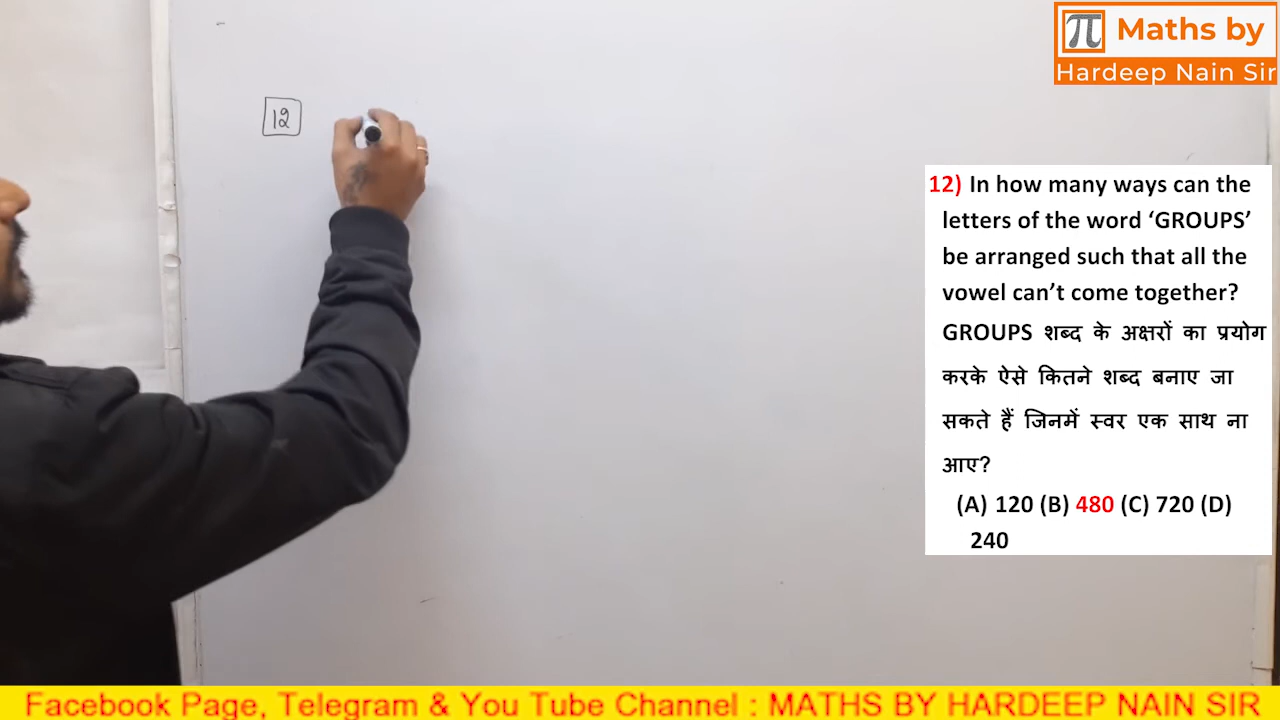 π Maths by
Hardeep Nain Sir
12
12) In how many ways can the
letters of the word ‘GROUPS’
be arranged such that all the
vowel can’t come together?
GROUPS शब्द के अक्षरों का प्रयोग
करके ऐसे कितने शब्द बनाए जा
सकते हैं जिनमें स्वर एक साथ ना
आए?
(A) 120 (B) 480 (C) 720 (D)
240
Facebook Page, Telegram & You Tube Channel : MATHS BY HARDEEP NAIN SIR